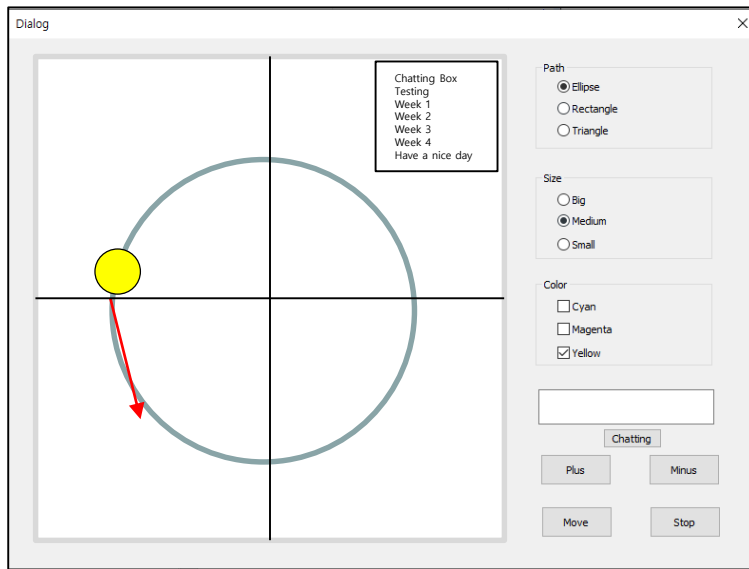 Dialog
Chatting Box
Testing
Week 1
Week 2
Week 3
Week 4
Have a nice day
Path
Ellipse
Rectangle
Triangle
Size
Big
Medium
Small
Color
Cyan
Magenta
Yellow
Chatting
Plus
Minus
Move
Stop